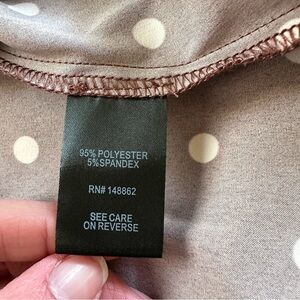 95% POLYESTER
5% SPANDEX
RN# 148862
SEE CARE
ON REVERSE